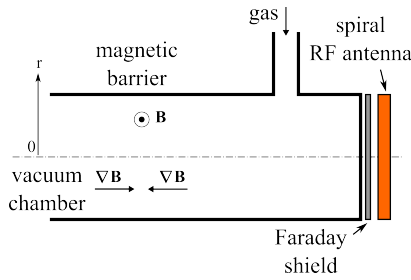 gas
spiral
RF antenna
magnetic
barrier
r
B
0
vacuum
chamber
∇B
∇B
Faraday
shield